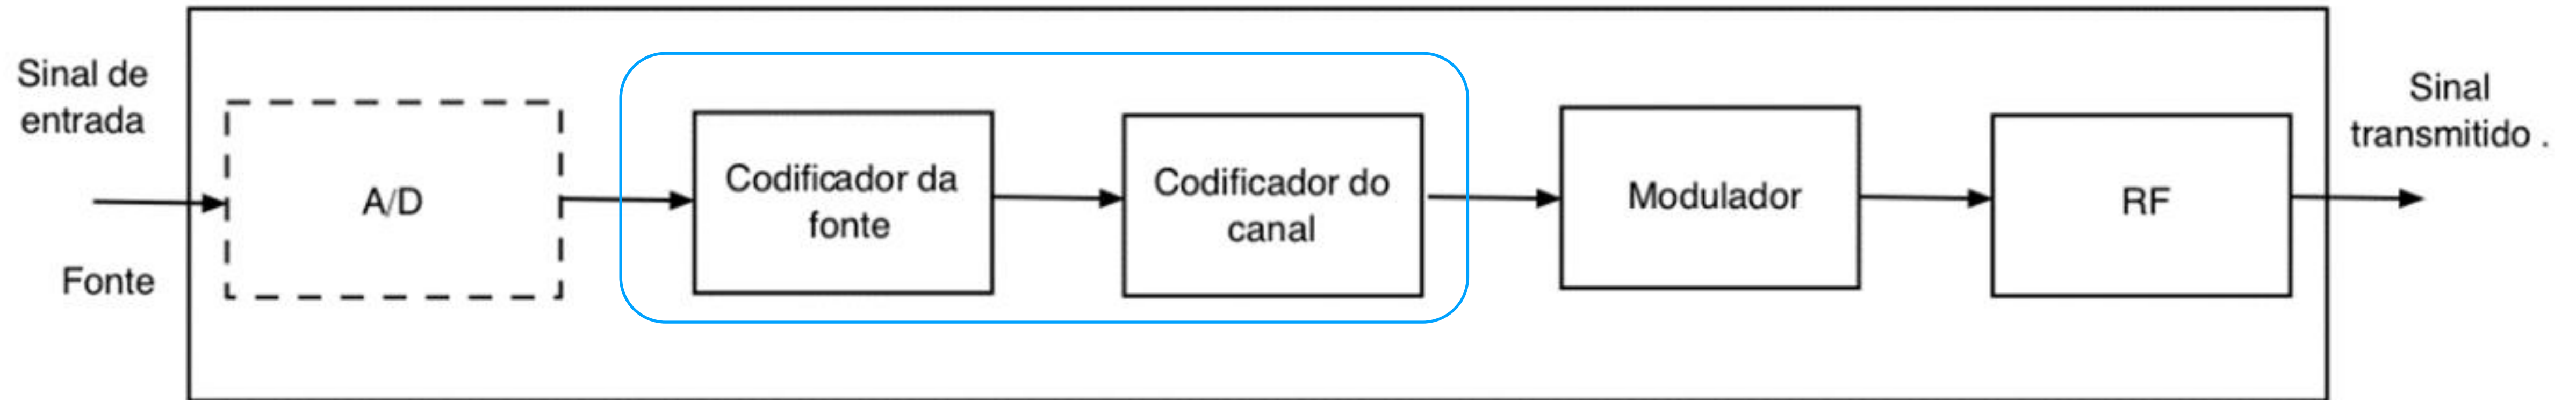 Sinal de
entrada
Fonte
A/D
Codificador da
fonte
Codificador do
canal
Modulador
RF
Sinal
transmitido .